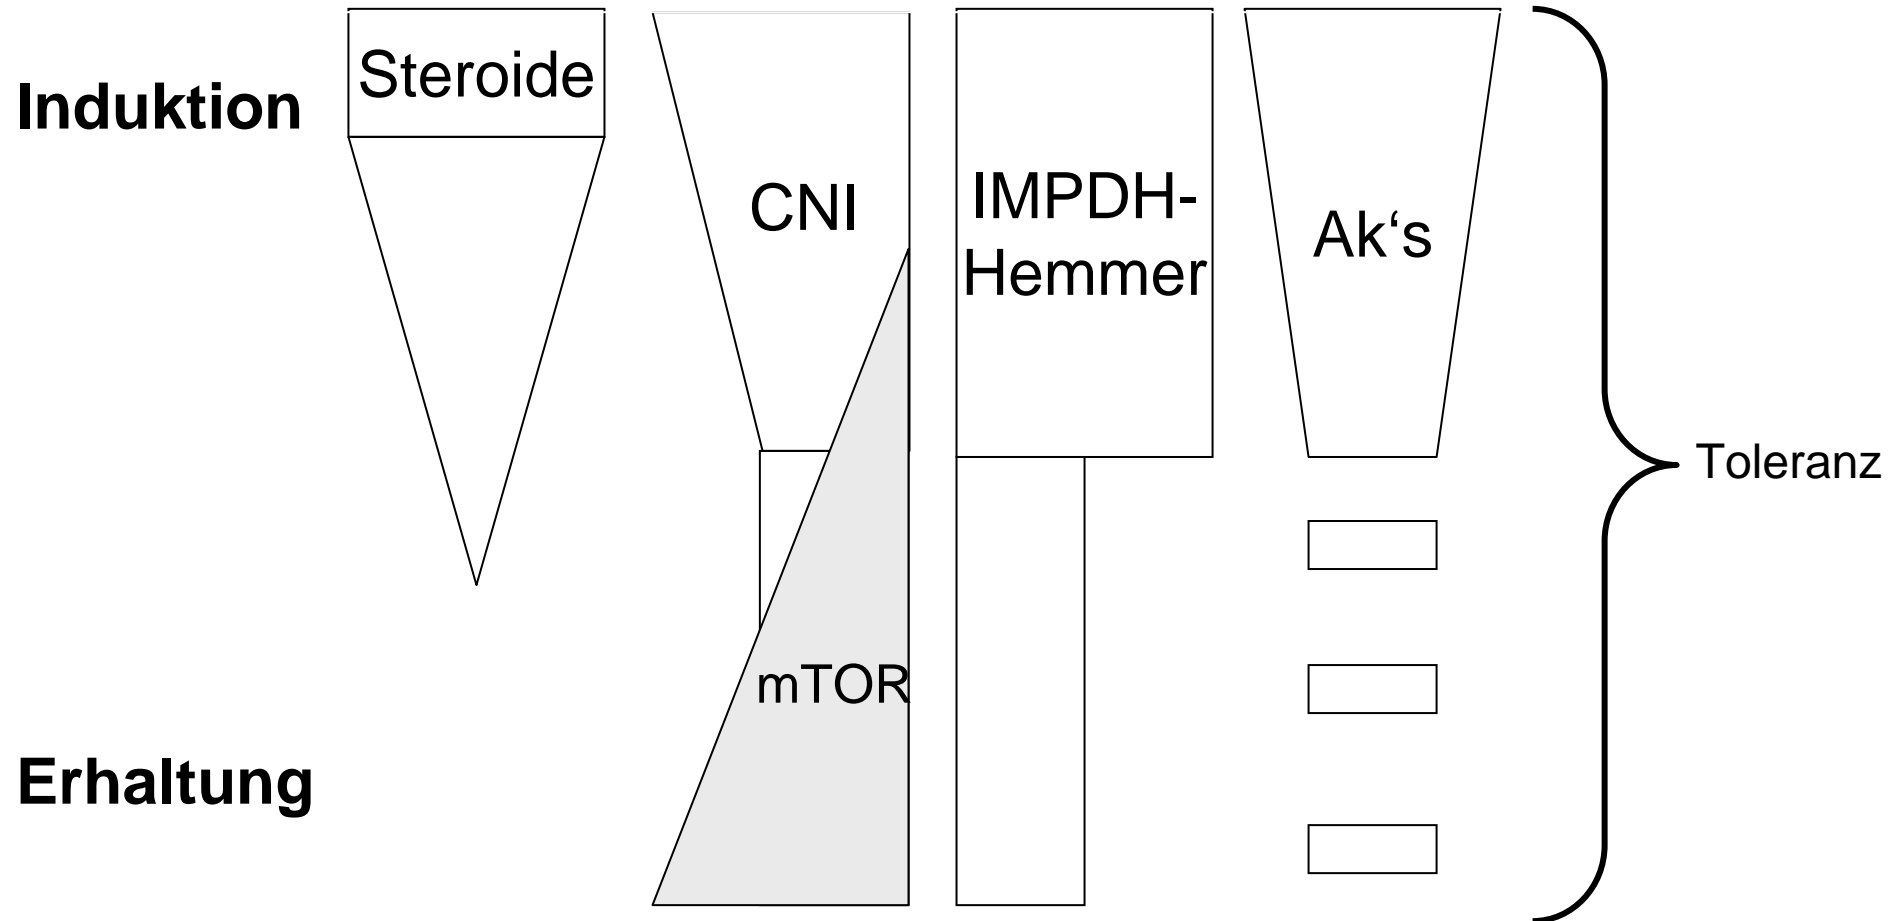 Induktion
Steroide
CNI
IMPDH-
Hemmer
Ak‘s
Toleranz
mTOR
Erhaltung